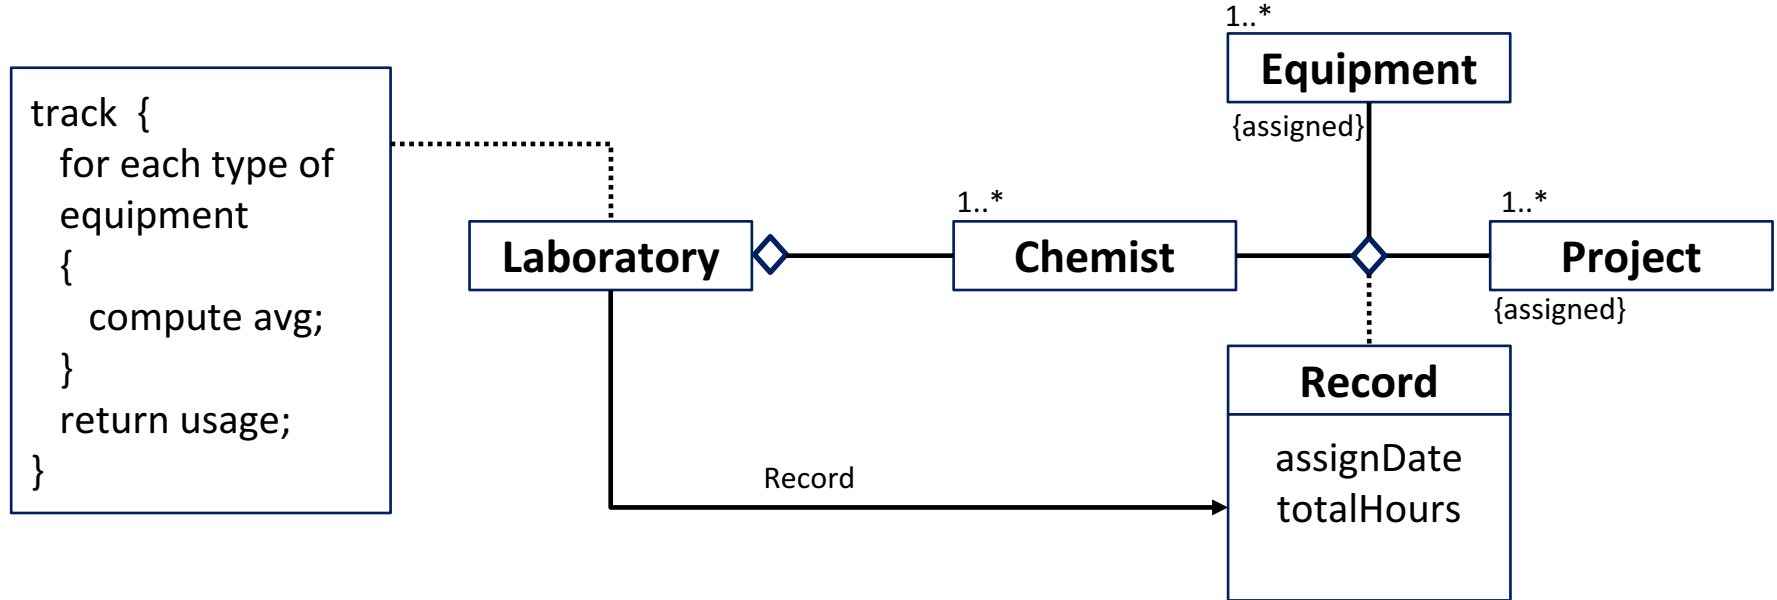 track {
for each type of
equipment
{
compute avg;
}
return usage;
}
1..*
Equipment
{assigned}
Laboratory
1..*
Chemist
1..*
Project
{assigned}
Record
Record
assignDate
totalHours